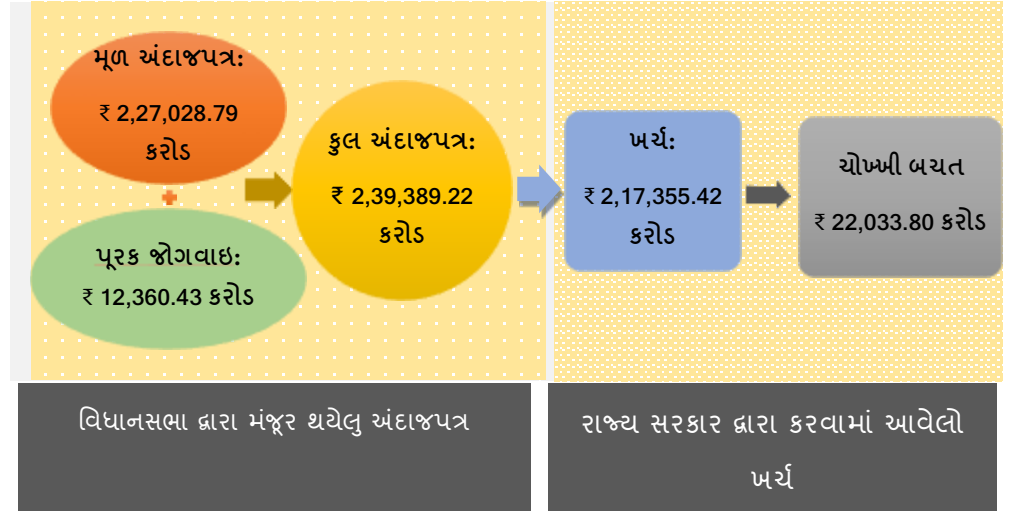 મૂળ અંદાજપત્ર:
₹ 2,27,028.79
કરોડ
પૂરક જોગવાઇ:
₹ 12,360.43 કરોડ
કુલ અંદાજપત્ર:
₹ 2,39,389.22
કરોડ
ખર્ચ:
₹ 2,17,355.42
કરોડ
ચોખ્ખી બચત
₹ 22,033.80 કરોડ
વિધાનસભા દ્વારા મંજૂર થયેલુ અંદાજપત્ર
રાજ્ય સરકાર દ્વારા કરવામાં આવેલો
ખર્ચ